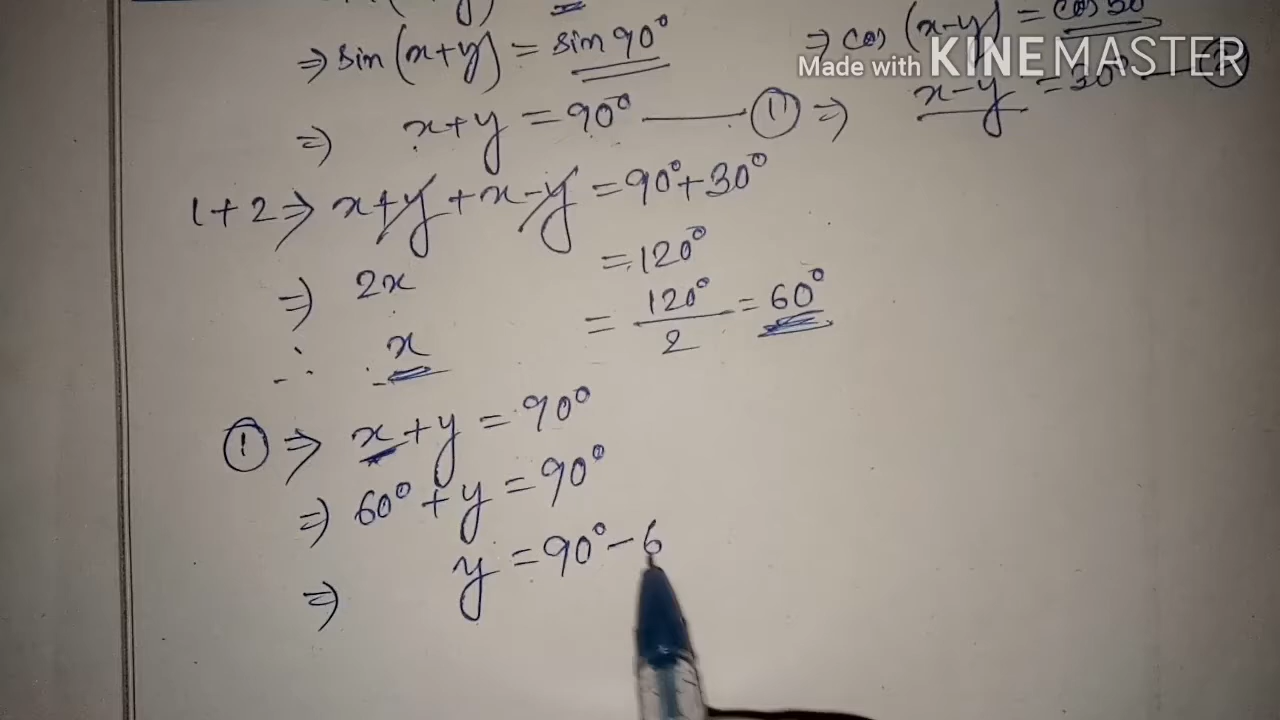 ⇒ sin (x+y) = sin 90°
⇒ cos (x-y) = cos 30°
Made with KINEMASTER
⇒ x+y = 90° —— ①
⇒ x-y = 30° —— ②
1+2 ⇒ x+y+x-y = 90°+30°
⇒ 2x = 120°
∴ x = 120°/2 = 60°
① ⇒ x+y = 90°
⇒ 60°+y = 90°
⇒ y = 90°-6